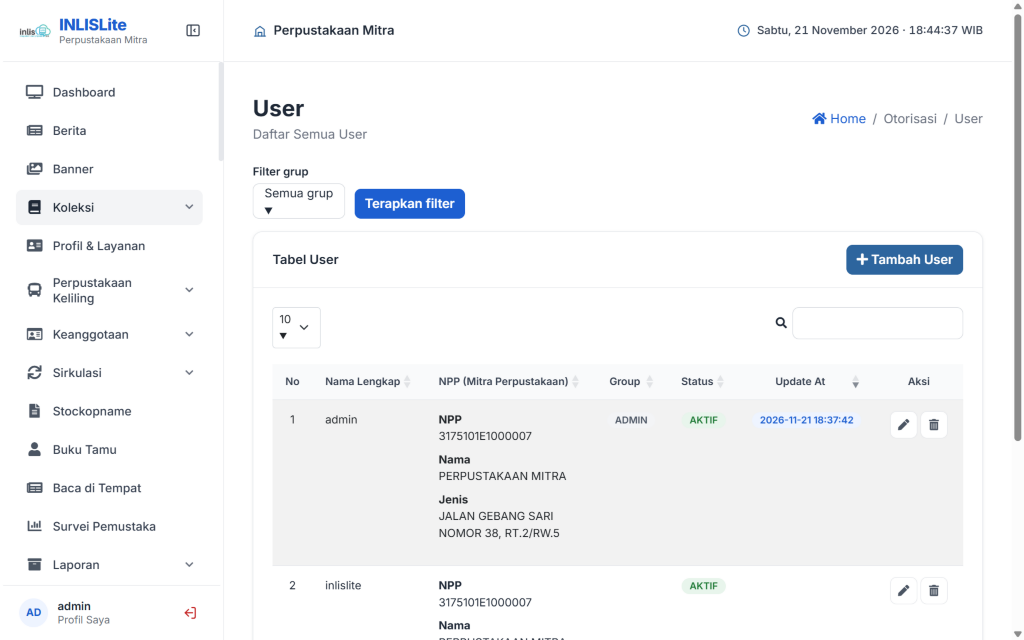 inlis
INLISLite
Perpustakaan Mitra
Perpustakaan Mitra
Sabtu, 21 November 2026 · 18:44:37 WIB
Dashboard
Berita
Banner
Koleksi
Profil & Layanan
Perpustakaan
Keliling
Keanggotaan
Sirkulasi
Stockopname
Buku Tamu
Baca di Tempat
Survei Pemustaka
Laporan
AD
admin
Profil Saya
User
Daftar Semua User
Home / Otorisasi / User
Filter grup
Semua grup
▼
Terapkan filter
Tabel User
Tambah User
10
▼
No Nama Lengkap NPP (Mitra Perpustakaan) Group Status Update At Aksi
1 admin NPP ADMIN AKTIF 2026-11-21 18:37:42
3175101E1000007
Nama
PERPUSTAKAAN MITRA
Jenis
JALAN GEBANG SARI
NOMOR 38, RT.2/RW.5
2 inlislite NPP AKTIF
3175101E1000007
Nama
PERPUSTAKAAN MITRA